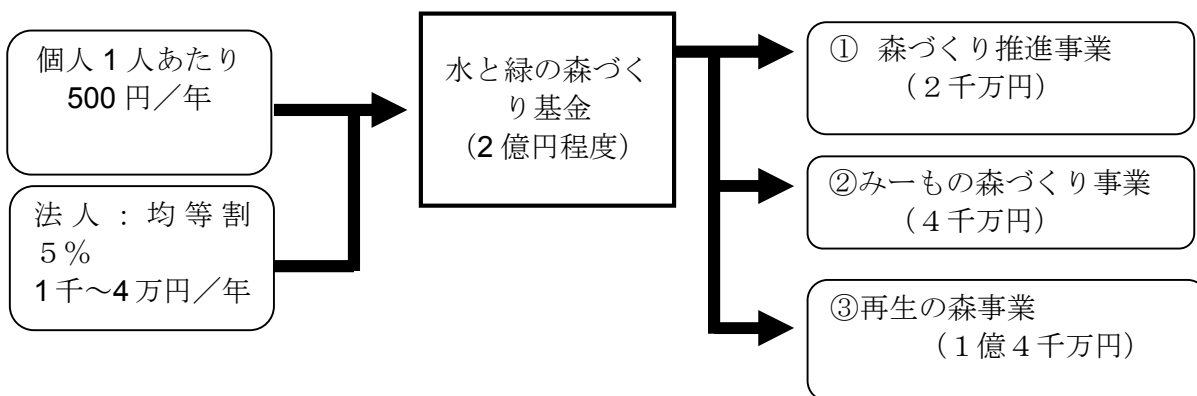 個人1人あたり
500円／年
法人：均等割
５％
1千～4万円／年
水と緑の森づく
り基金
（2億円程度）
① 森づくり推進事業
（２千万円）
②みーもの森づくり事業
（４千万円）
③再生の森事業
（１億４千万円）